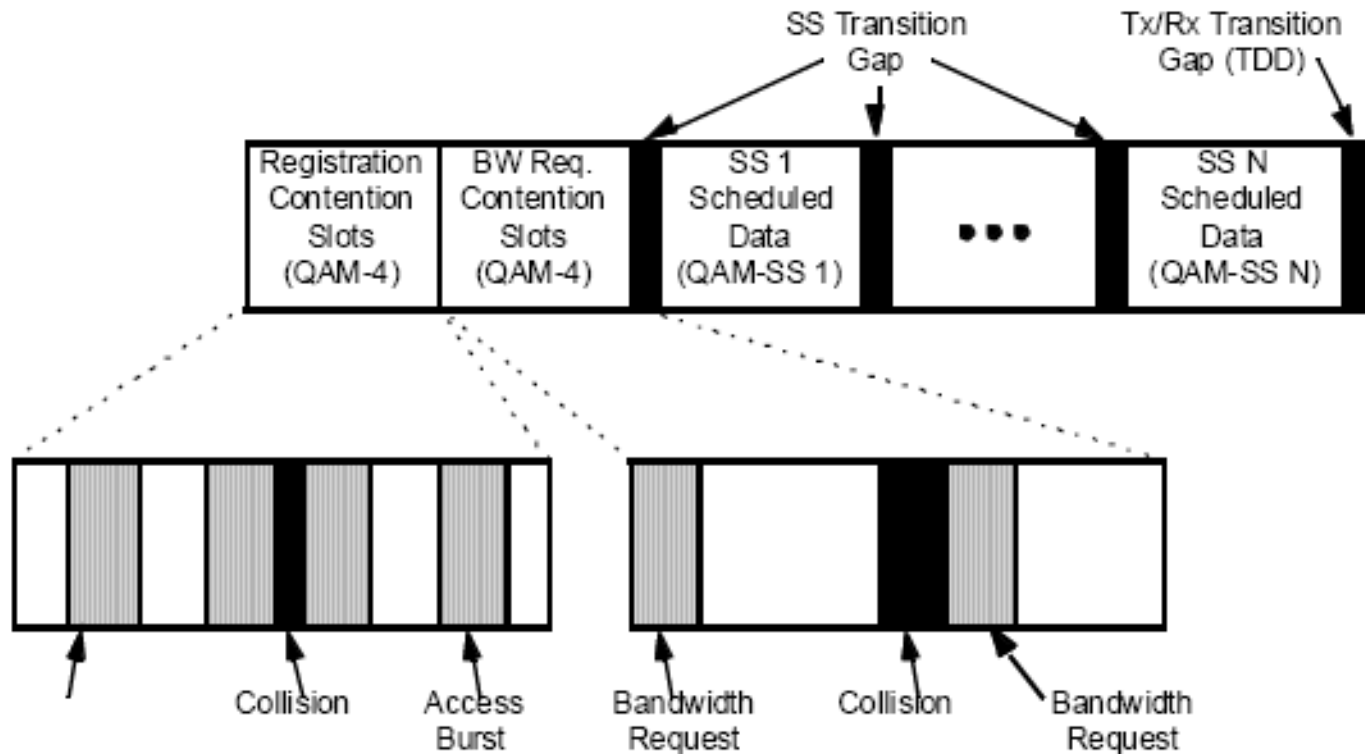 SS Transition
Gap
Tx/Rx Transition
Gap (TDD)
Registration
Contention
Slots
(QAM-4)
BW Req.
Contention
Slots
(QAM-4)
SS 1
Scheduled
Data
(QAM-SS 1)
•••
SS N
Scheduled
Data
(QAM-SS N)
Collision
Access
Burst
Bandwidth
Request
Collision
Bandwidth
Request